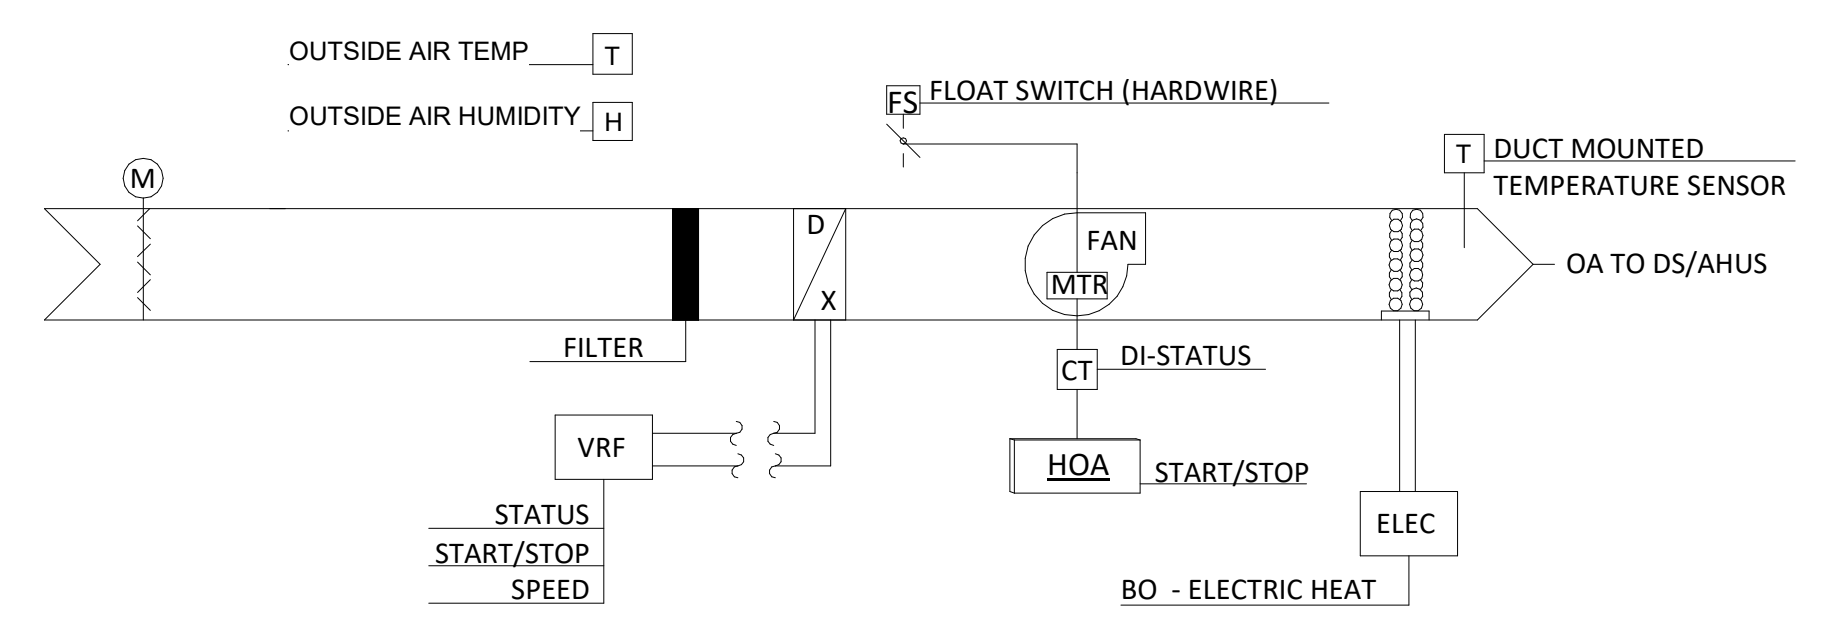 OUTSIDE AIR TEMP
T
OUTSIDE AIR HUMIDITY
H
FS
FLOAT SWITCH (HARDWIRE)
T
DUCT MOUNTED
TEMPERATURE SENSOR
M
D
X
FAN
MTR
OA TO DS/AHUS
FILTER
CT
DI-STATUS
VRF
HOA
START/STOP
STATUS
START/STOP
SPEED
ELEC
BO - ELECTRIC HEAT